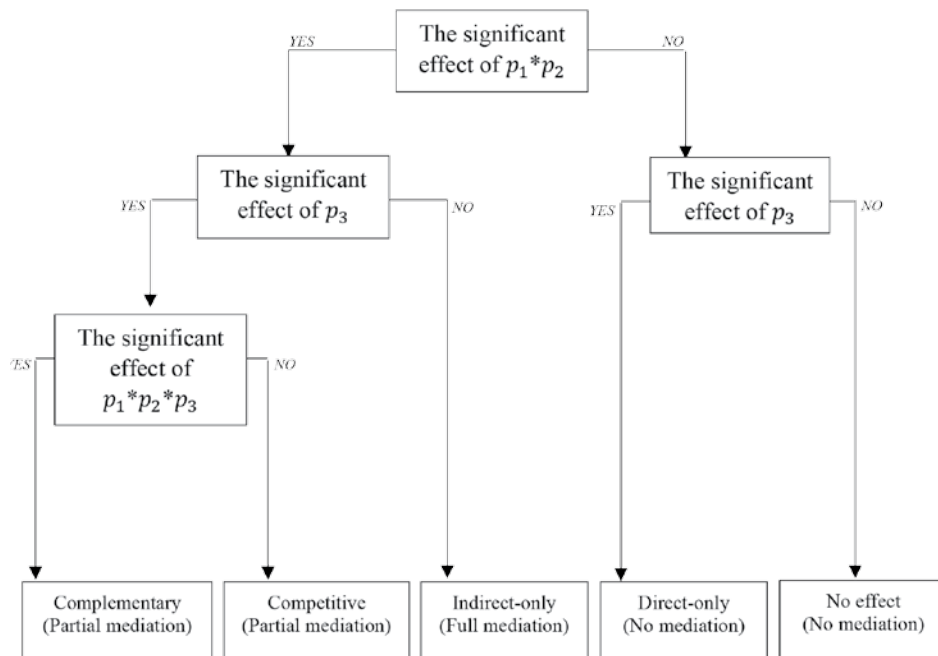 The significant
effect of p₁*p₂
YES
NO
The significant
effect of p₃
YES
NO
The significant
effect of p₃
YES
NO
The significant
effect of
p₁*p₂*p₃
ES
NO
Complementary
(Partial mediation)
Competitive
(Partial mediation)
Indirect-only
(Full mediation)
Direct-only
(No mediation)
No effect
(No mediation)